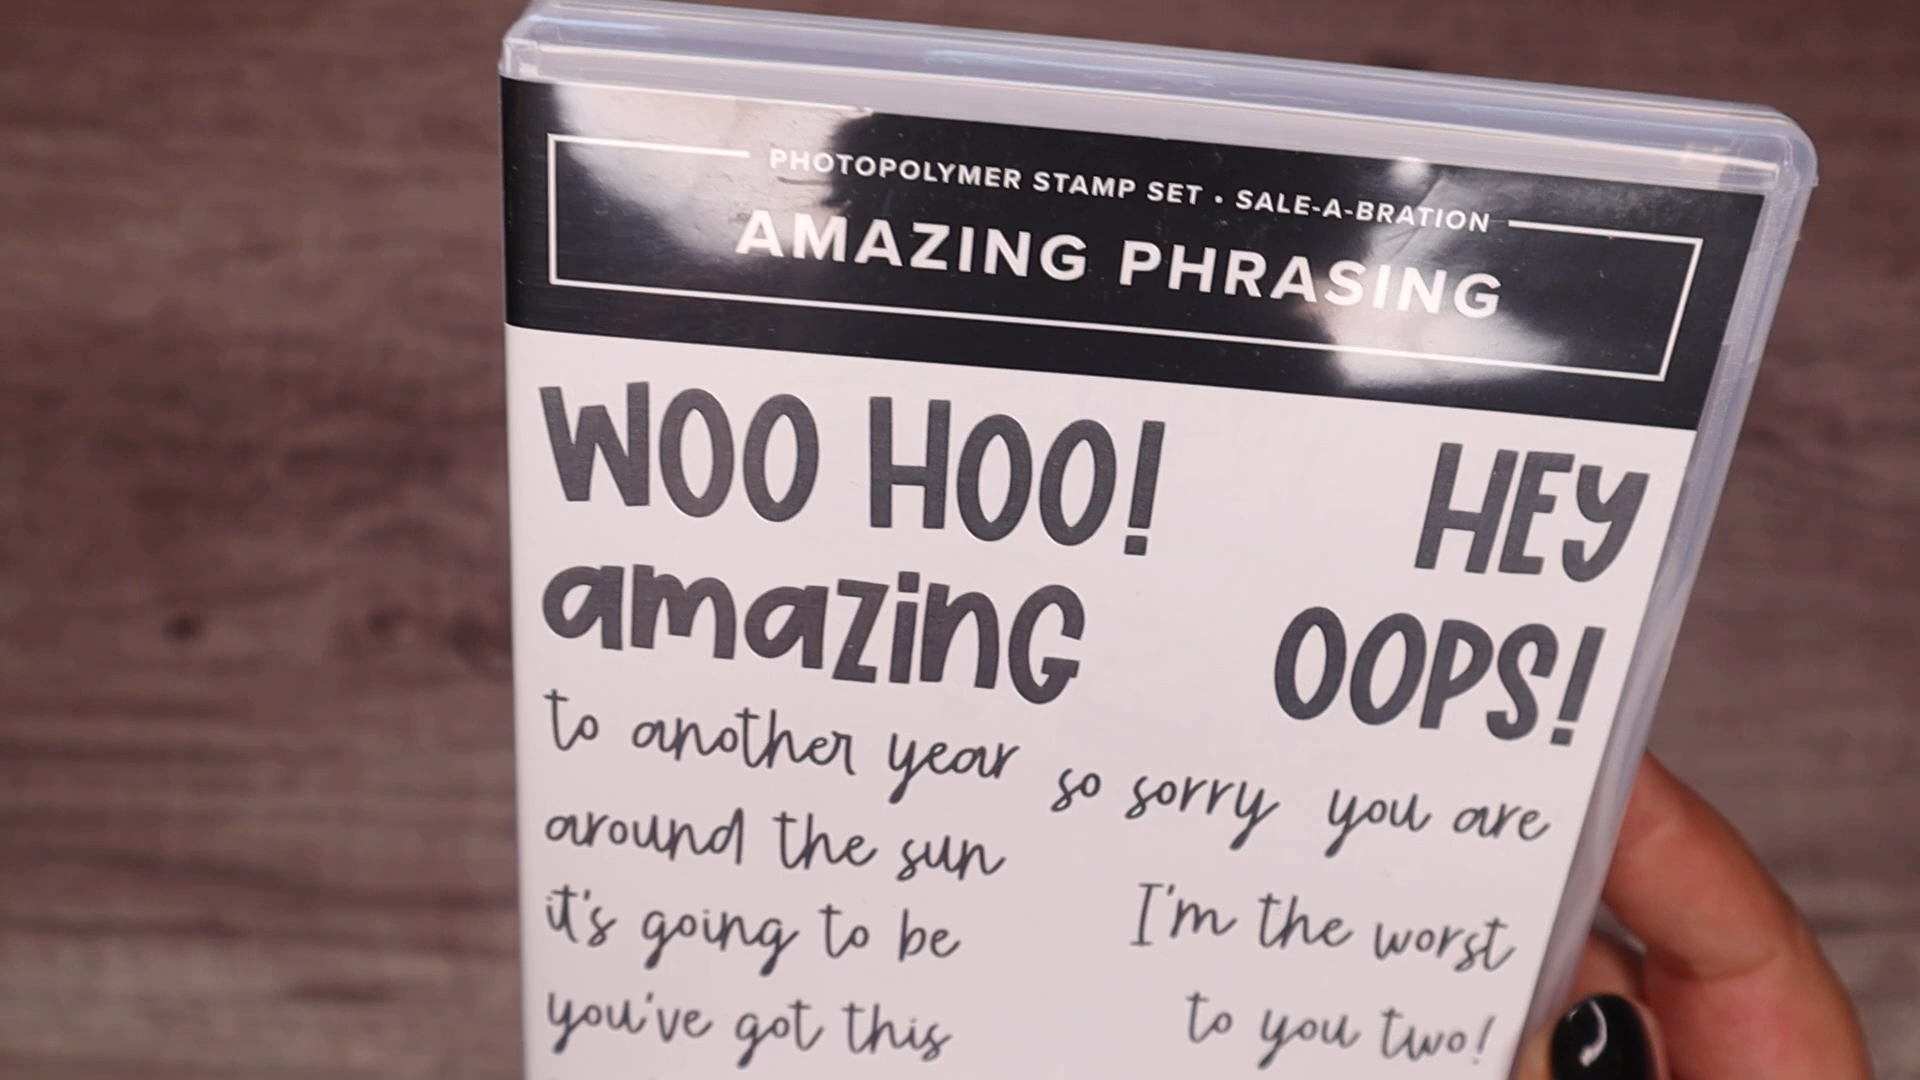 PHOTOPOLYMER STAMP SET • SALE-A-BRATION
AMAZING PHRASING
WOO HOO!
HEY
amazing
OOPS!
to another year
so sorry
you are
around the sun
it's going to be
I'm the worst
you've got this
to you two!